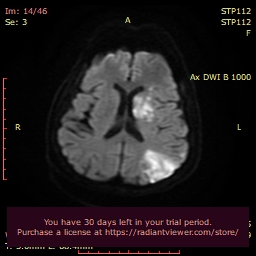 Im: 14/46
Se: 3
A
STP112
STP112
F
Ax DWI B 1000
R
L
You have 30 days left in your trial period.
Purchase a license at https://radiantviewer.com/store/